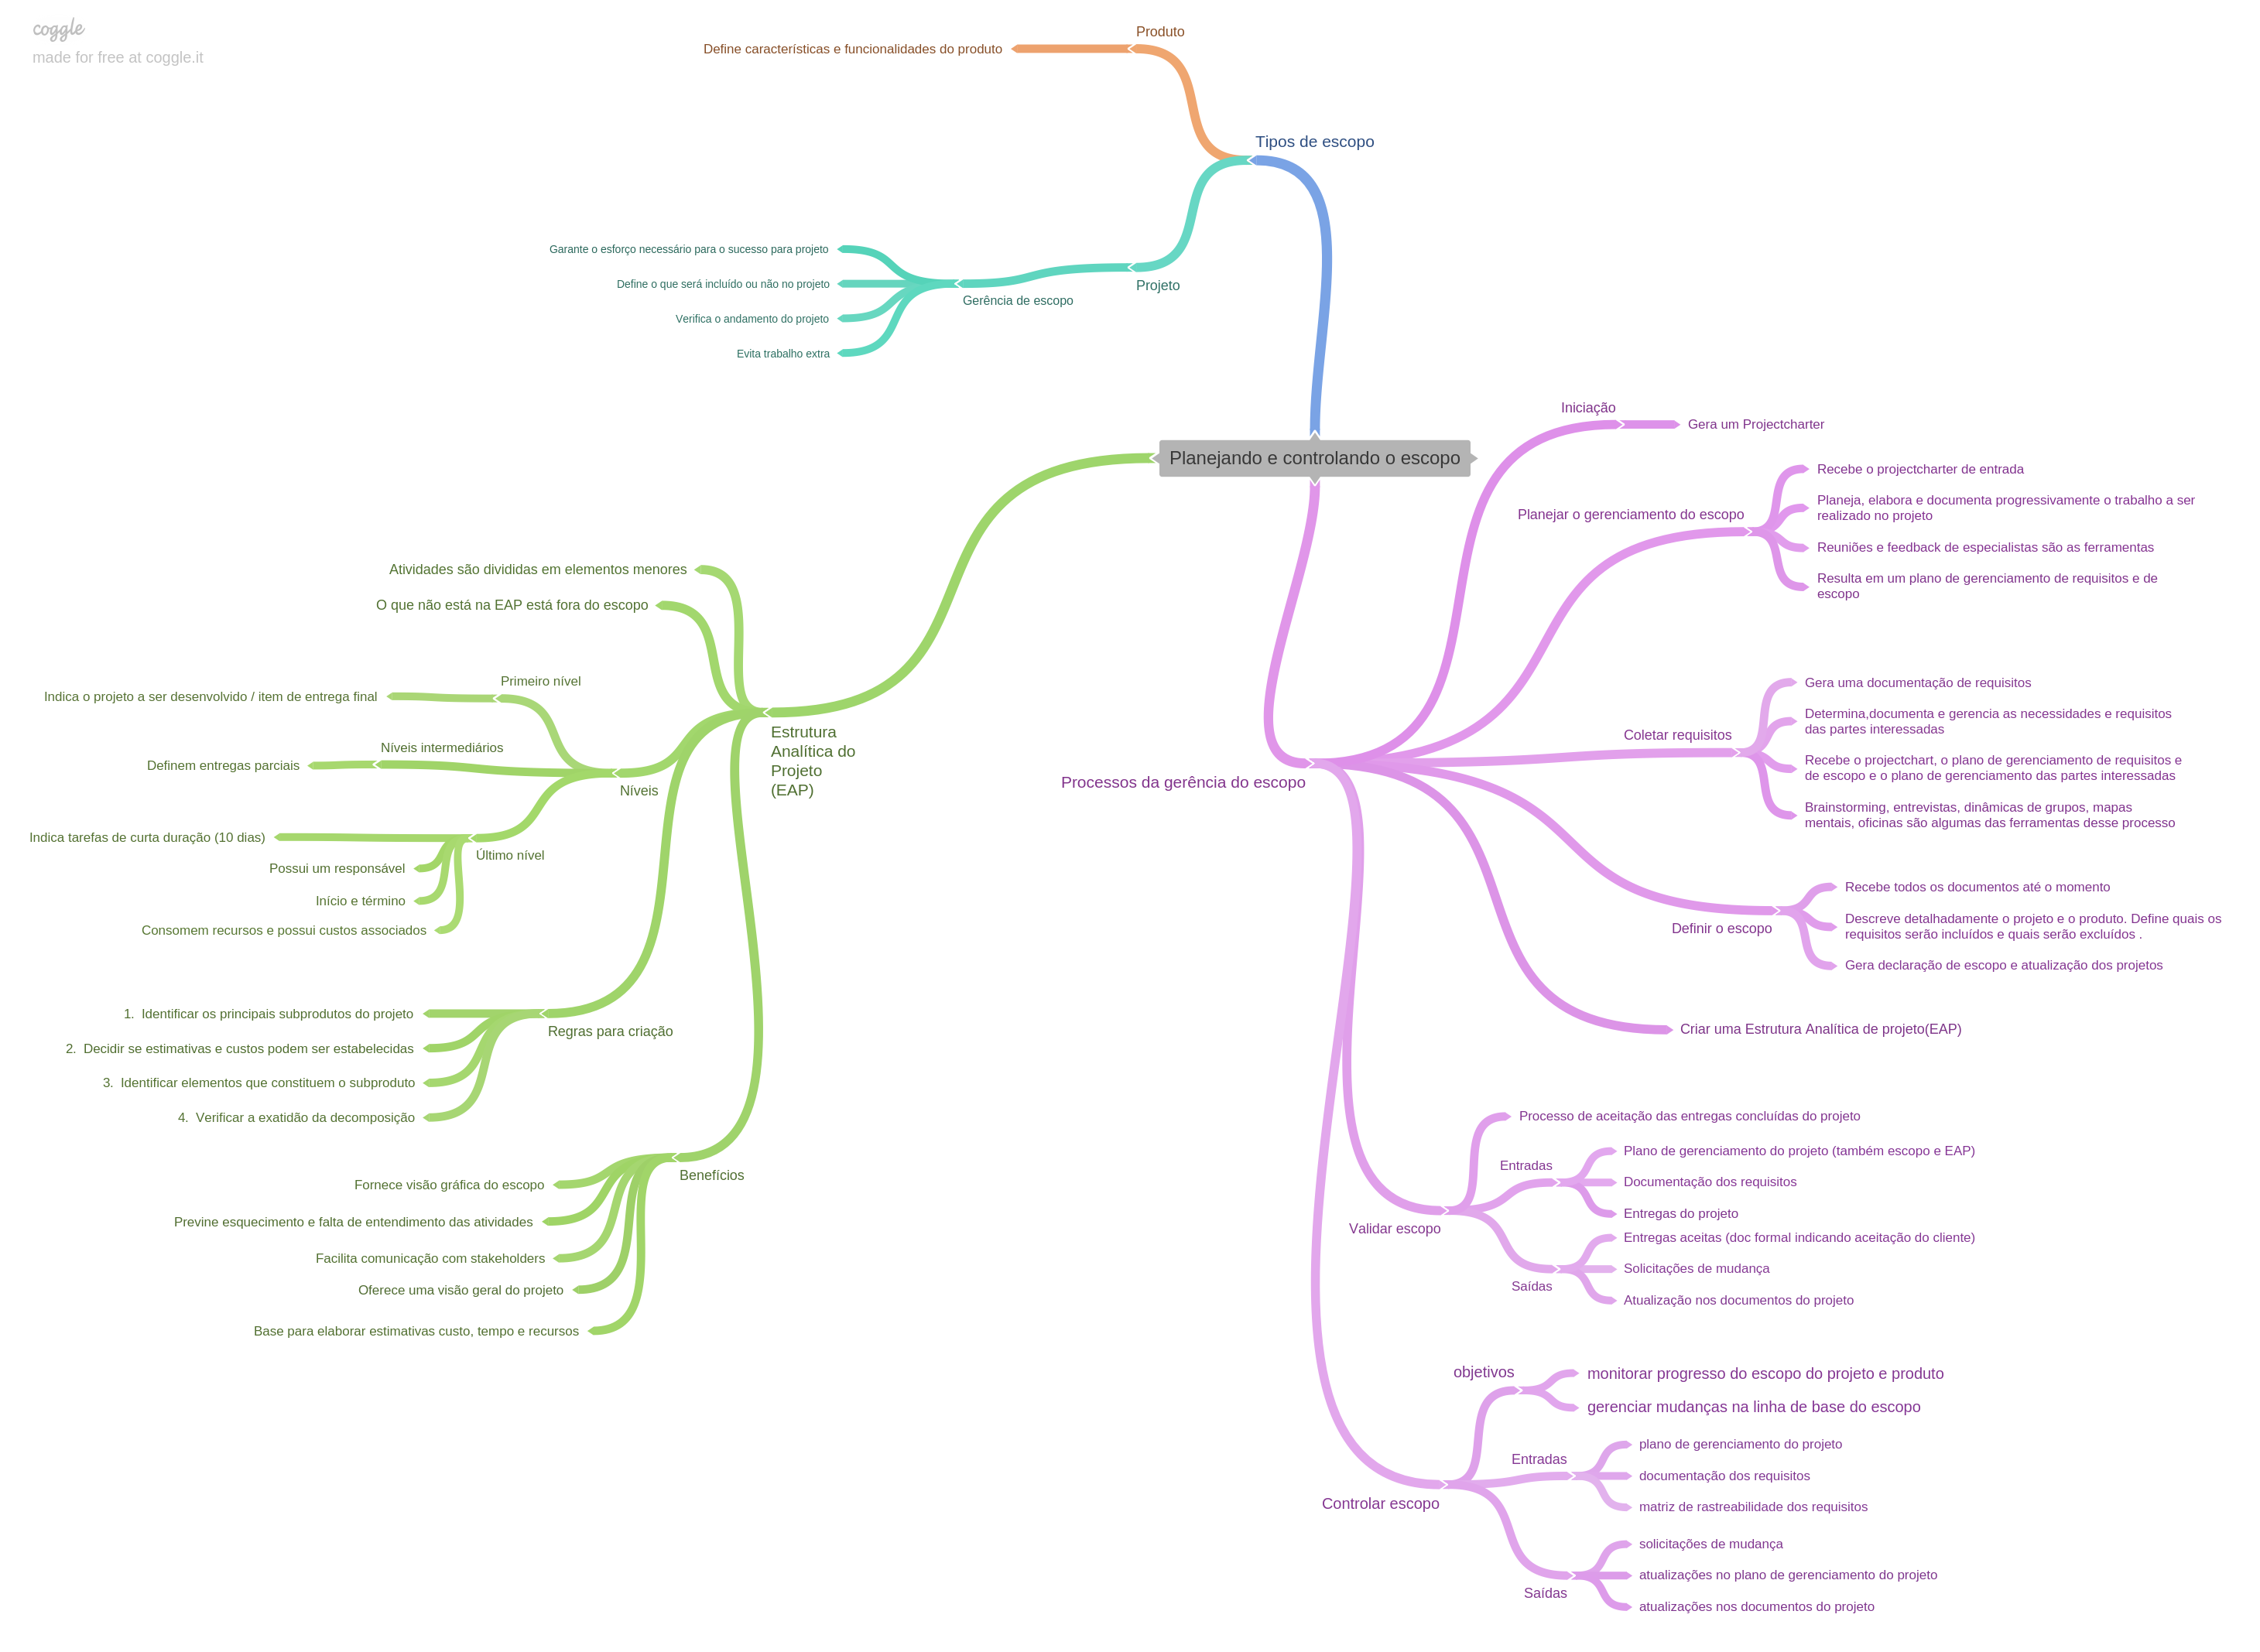 coggle
made for free at coggle.it
Planejando e controlando o escopo
Tipos de escopo
Produto
Define características e funcionalidades do produto
Projeto
Gerência de escopo
Garante o esforço necessário para o sucesso para projeto
Define o que será incluído ou não no projeto
Verifica o andamento do projeto
Evita trabalho extra
Processos da gerência do escopo
Iniciação
Gera um Projectcharter
Planejar o gerenciamento do escopo
Recebe o projectcharter de entrada
Planeja, elabora e documenta progressivamente o trabalho a ser
realizado no projeto
Reuniões e feedback de especialistas são as ferramentas
Resulta em um plano de gerenciamento de requisitos e de
escopo
Coletar requisitos
Gera uma documentação de requisitos
Determina,documenta e gerencia as necessidades e requisitos
das partes interessadas
Recebe o projectchart, o plano de gerenciamento de requisitos e
de escopo e o plano de gerenciamento das partes interessadas
Brainstorming, entrevistas, dinâmicas de grupos, mapas
mentais, oficinas são algumas das ferramentas desse processo
Definir o escopo
Recebe todos os documentos até o momento
Descreve detalhadamente o projeto e o produto. Define quais os
requisitos serão incluídos e quais serão excluídos .
Gera declaração de escopo e atualização dos projetos
Criar uma Estrutura Analítica de projeto(EAP)
Validar escopo
Processo de aceitação das entregas concluídas do projeto
Entradas
Plano de gerenciamento do projeto (também escopo e EAP)
Documentação dos requisitos
Entregas do projeto
Saídas
Entregas aceitas (doc formal indicando aceitação do cliente)
Solicitações de mudança
Atualização nos documentos do projeto
Controlar escopo
objetivos
monitorar progresso do escopo do projeto e produto
gerenciar mudanças na linha de base do escopo
Entradas
plano de gerenciamento do projeto
documentação dos requisitos
matriz de rastreabilidade dos requisitos
Saídas
solicitações de mudança
atualizações no plano de gerenciamento do projeto
atualizações nos documentos do projeto
Estrutura
Analítica do
Projeto
(EAP)
Atividades são divididas em elementos menores
O que não está na EAP está fora do escopo
Níveis
Primeiro nível
Indica o projeto a ser desenvolvido / item de entrega final
Níveis intermediários
Definem entregas parciais
Último nível
Indica tarefas de curta duração (10 dias)
Possui um responsável
Início e término
Consomem recursos e possui custos associados
Regras para criação
1. Identificar os principais subprodutos do projeto
2. Decidir se estimativas e custos podem ser estabelecidas
3. Identificar elementos que constituem o subproduto
4. Verificar a exatidão da decomposição
Benefícios
Fornece visão gráfica do escopo
Previne esquecimento e falta de entendimento das atividades
Facilita comunicação com stakeholders
Oferece uma visão geral do projeto
Base para elaborar estimativas custo, tempo e recursos